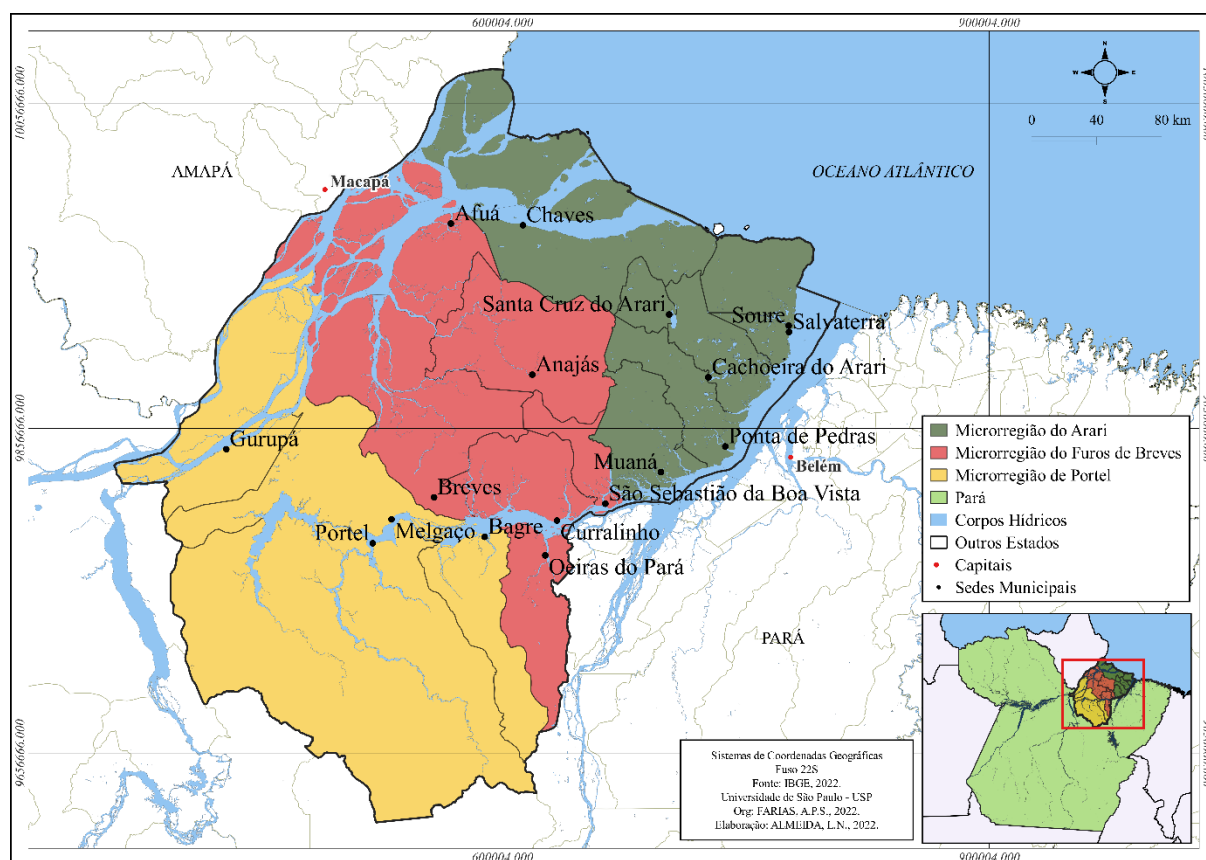 600004.000
900004.000
10056666.000
N
W
E
S
0 40 80 km
AMAPÁ
OCEANO ATLÂNTICO
Macapá
Afuá
Chaves
Santa Cruz do Arari
Soure
Salvaterra
Anajás
Cachoeira do Arari
9856666.000
Gurupá
Ponta de Pedras
Belém
Muaná
Breves
São Sebastião da Boa Vista
Portel
Melgaço
Bagre
Curralinho
Oeiras do Pará
PARÁ
Microrregião do Arari
Microrregião do Furos de Breves
Microrregião de Portel
Pará
Corpos Hídricos
Outros Estados
Capitais
Sedes Municipais
9656666.000
Sistemas de Coordenadas Geográficas
Fuso 22S
Fonte: IBGE, 2022.
Universidade de São Paulo - USP
Org: FARIAS. A.P.S., 2022.
Elaboração: ALMEIDA, L.N., 2022.
600004.000
900004.000